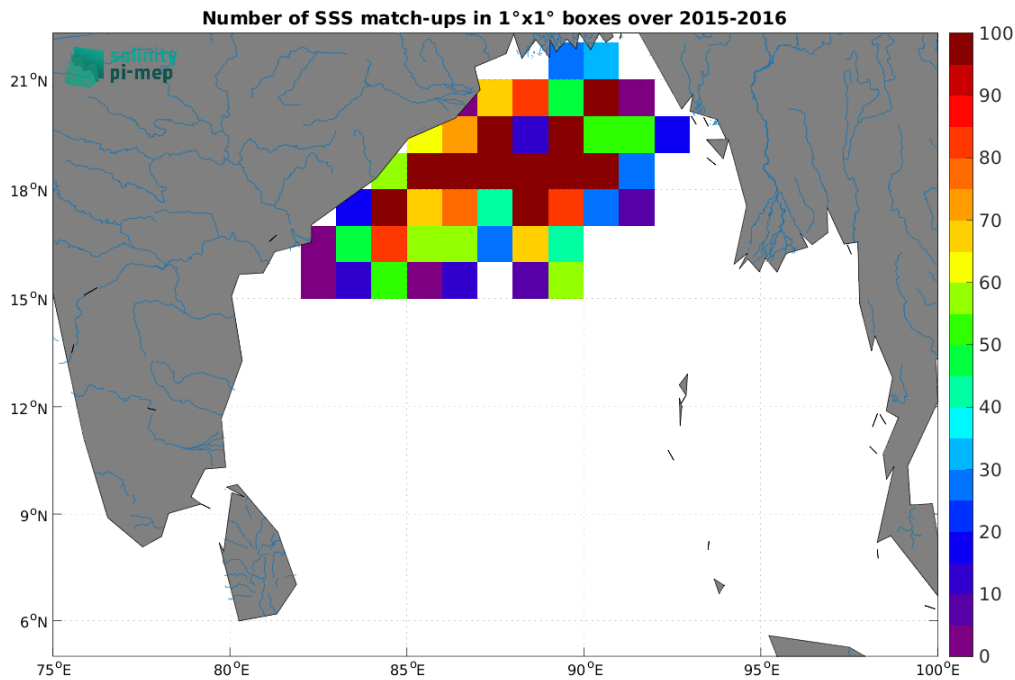 Number of SSS match-ups in 1°x1° boxes over 2015-2016
salinity
pi-mep
21°N
18°N
15°N
12°N
9°N
6°N
75°E
80°E
85°E
90°E
95°E
100°E
100
90
80
70
60
50
40
30
20
10
0